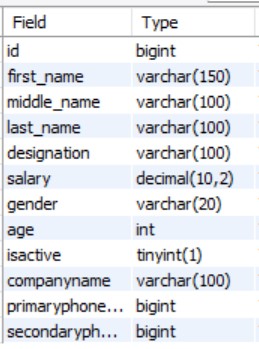 Field Type
id bigint
first_name varchar(150)
middle_name varchar(100)
last_name varchar(100)
designation varchar(100)
salary decimal(10,2)
gender varchar(20)
age int
isactive tinyint(1)
companyname varchar(100)
primaryphone... bigint
secondaryph... bigint